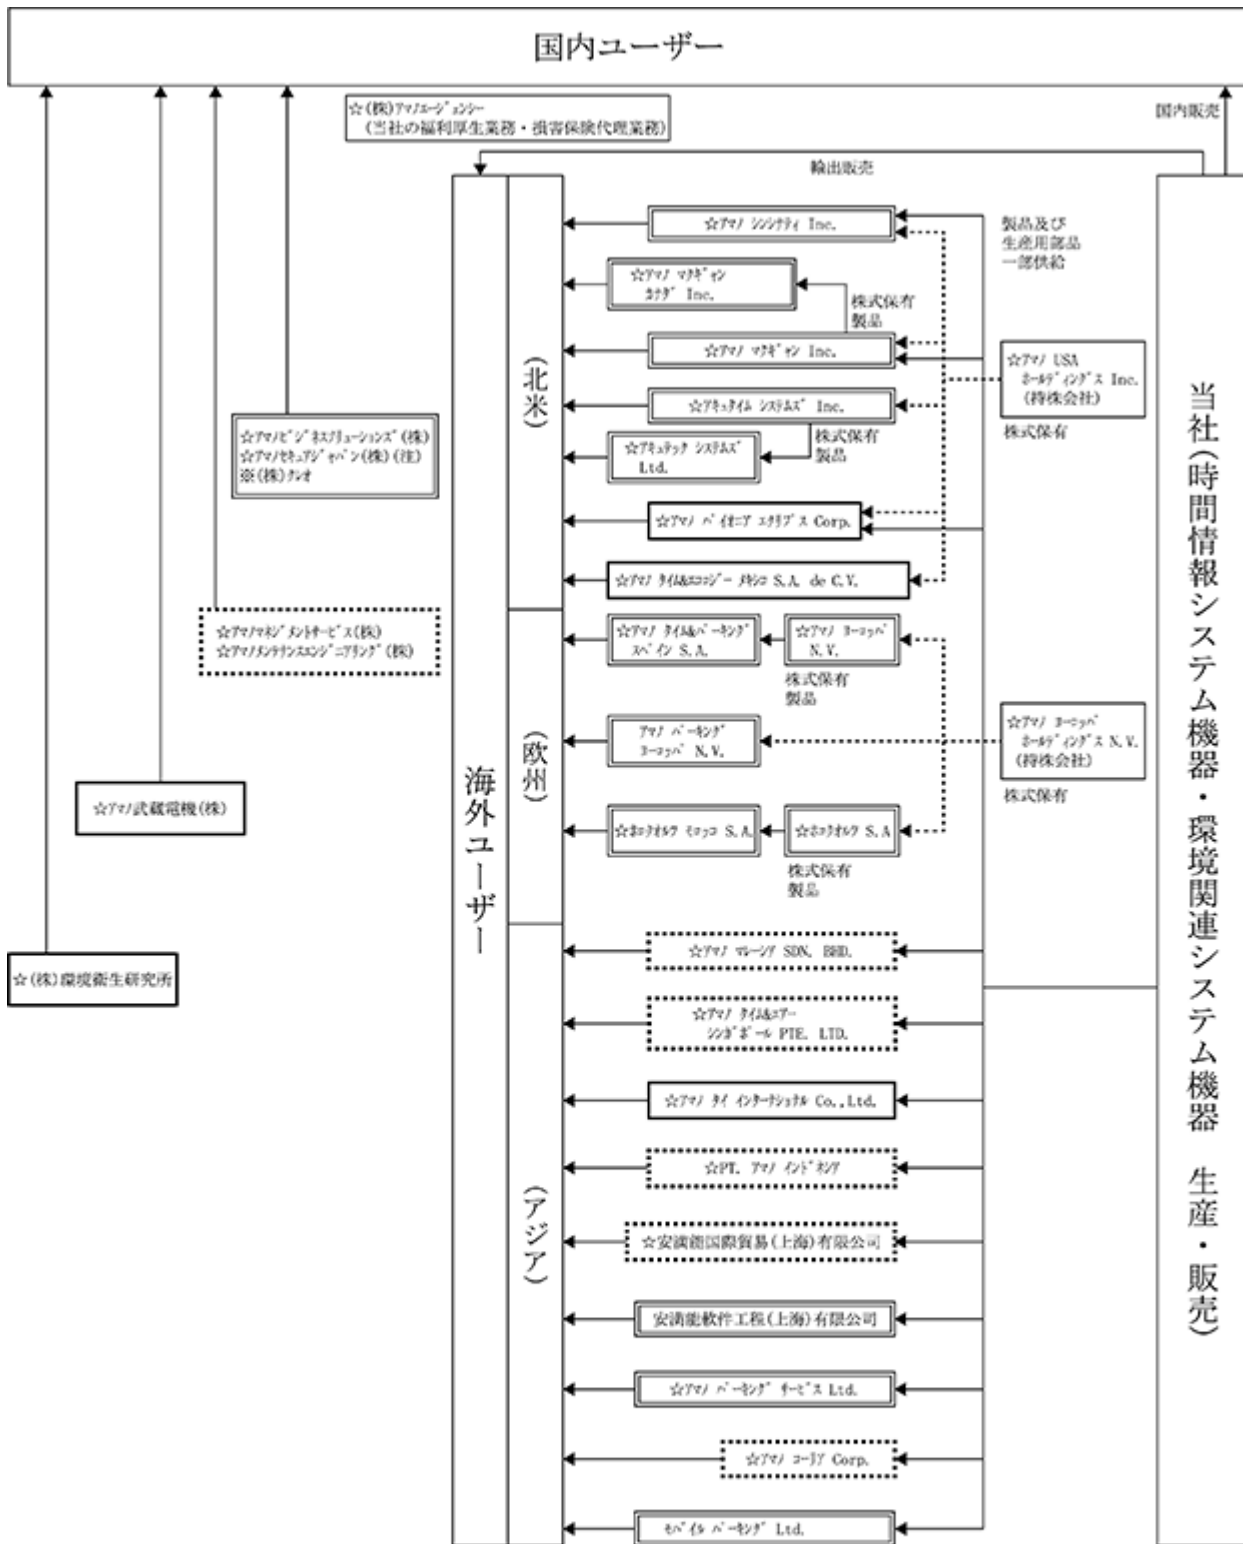 国内ユーザー
☆(株)ｱﾏﾉｴｰｼﾞｪﾝｼｰ
(当社の福利厚生業務・損害保険代理業務)
国内販売
輸出販売
☆ｱﾏﾉ ｼﾝｼﾅﾃｨ Inc.
製品及び
生産用部品
一部供給
☆ｱﾏﾉ ﾏｸｷﾞｬﾝ
ｶﾅﾀﾞ Inc.
株式保有
製品
☆ｱﾏﾉ ﾏｸｷﾞｬﾝ Inc.
☆ｱﾏﾉ USA
ﾎｰﾙﾃﾞｨﾝｸﾞｽ Inc.
(持株会社)
株式保有
(北米)
☆ｱｷｭﾀｲﾑ ｼｽﾃﾑｽﾞ Inc.
株式保有
製品
☆ｱｷｭﾃｯｸ ｼｽﾃﾑｽﾞ
Ltd.
☆ｱﾏﾉﾋﾞｼﾞﾈｽｿﾘｭｰｼｮﾝｽﾞ(株)
☆ｱﾏﾉｾｷｭｱｼﾞｬﾊﾟﾝ(株)(注)
※(株)ｸﾚｵ
☆ｱﾏﾉ ﾊﾟｲｵﾆｱ ｴｸﾘﾌﾟｽ Corp.
☆ｱﾏﾉ ﾀｲﾑ&ｴｺﾛｼﾞｰ ﾒｷｼｺ S.A. de C.V.
☆ｱﾏﾉﾏﾈｼﾞﾒﾝﾄｻｰﾋﾞｽ(株)
☆ｱﾏﾉﾒﾝﾃﾅﾝｽｴﾝｼﾞﾆｱﾘﾝｸﾞ(株)
☆ｱﾏﾉ ﾀｲﾑ&ﾊﾟｰｷﾝｸﾞ
ｽﾍﾟｲﾝ S.A.
☆ｱﾏﾉ ﾖｰﾛｯﾊﾟ
N.V.
株式保有
製品
(欧州)
ｱﾏﾉ ﾊﾟｰｷﾝｸﾞ
ﾖｰﾛｯﾊﾟ N.V.
☆ｱﾏﾉ ﾖｰﾛｯﾊﾟ
ﾎｰﾙﾃﾞｨﾝｸﾞｽ N.V.
(持株会社)
株式保有
☆ｱﾏﾉ武蔵電機(株)
☆ﾎﾛｸｵﾙﾂ ﾓﾛｯｺ S.A.
☆ﾎﾛｸｵﾙﾂ S.A
株式保有
製品
海外ユーザー
当社(時間情報システム機器・環境関連システム機器 生産・販売)
☆(株)環境衛生研究所
☆ｱﾏﾉ ﾏﾚｰｼｱ SDN. BHD.
☆ｱﾏﾉ ﾀｲﾑ&ｴｱｰ
ｼﾝｶﾞﾎﾟｰﾙ PTE. LTD.
☆ｱﾏﾉ ﾀｲ ｲﾝﾀｰﾅｼｮﾅﾙ Co.,Ltd.
☆PT. ｱﾏﾉ ｲﾝﾄﾞﾈｼｱ
(アジア)
☆安満能国際貿易(上海)有限公司
安満能軟件工程(上海)有限公司
☆ｱﾏﾉ ﾊﾟｰｷﾝｸﾞ ｻｰﾋﾞｽ Ltd.
☆ｱﾏﾉ ｺｰﾘｱ Corp.
ﾓﾊﾞｲﾙ ﾊﾟｰｷﾝｸﾞ Ltd.